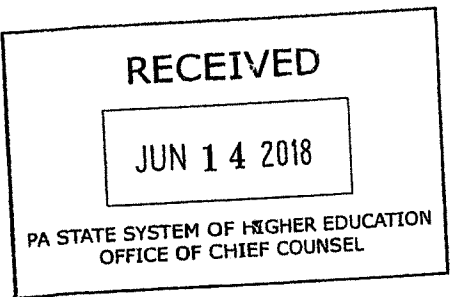 RECEIVED
JUN 14 2018
PA STATE SYSTEM OF HIGHER EDUCATION
OFFICE OF CHIEF COUNSEL